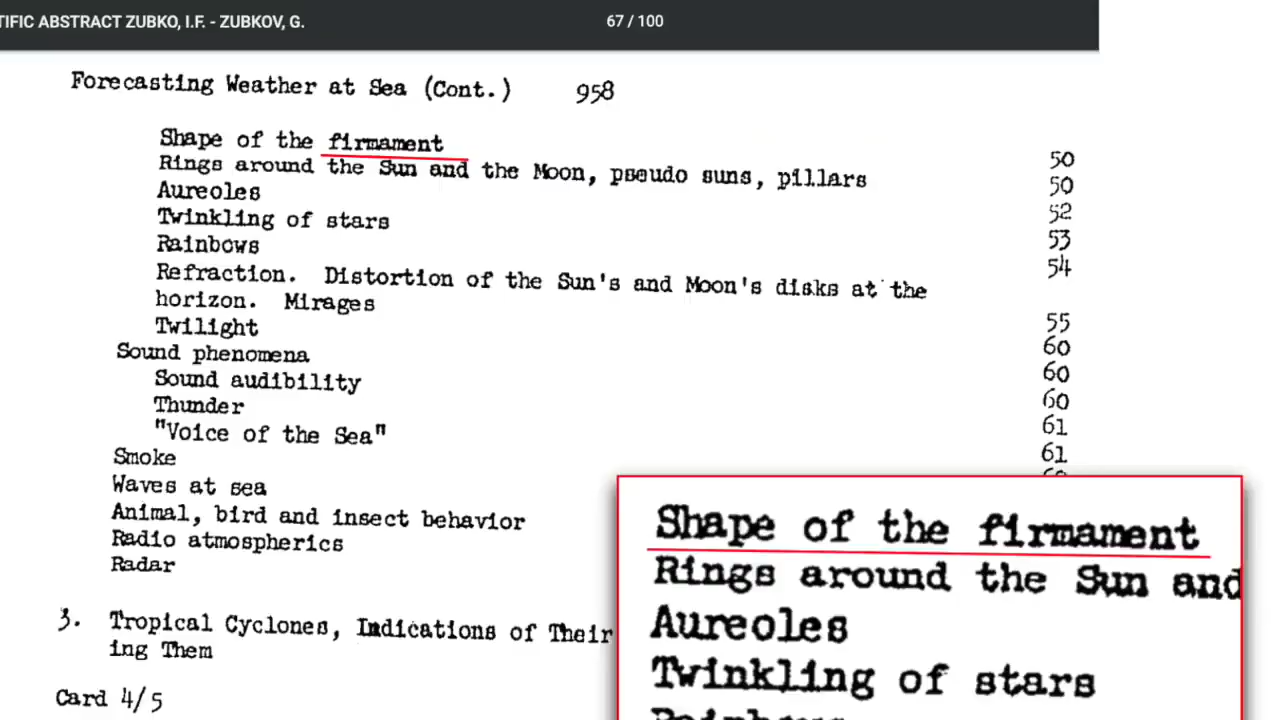 TIFIC ABSTRACT ZUBKO, I.F. - ZUBKOV, G.
67 / 100
Forecasting Weather at Sea (Cont.) 958
Shape of the firmament 50
Rings around the Sun and the Moon, pseudo suns, pillars 50
Aureoles 52
Twinkling of stars 53
Rainbows 54
Refraction. Distortion of the Sun's and Moon's disks at the
horizon. Mirages 55
Twilight 60
Sound phenomena 60
Sound audibility 60
Thunder 61
"Voice of the Sea" 61
Smoke
Waves at sea
Animal, bird and insect behavior
Radio atmospherics
Radar
3. Tropical Cyclones, Indications of Their
ing Them
Card 4/5
Shape of the firmament
Rings around the Sun and
Aureoles
Twinkling of stars